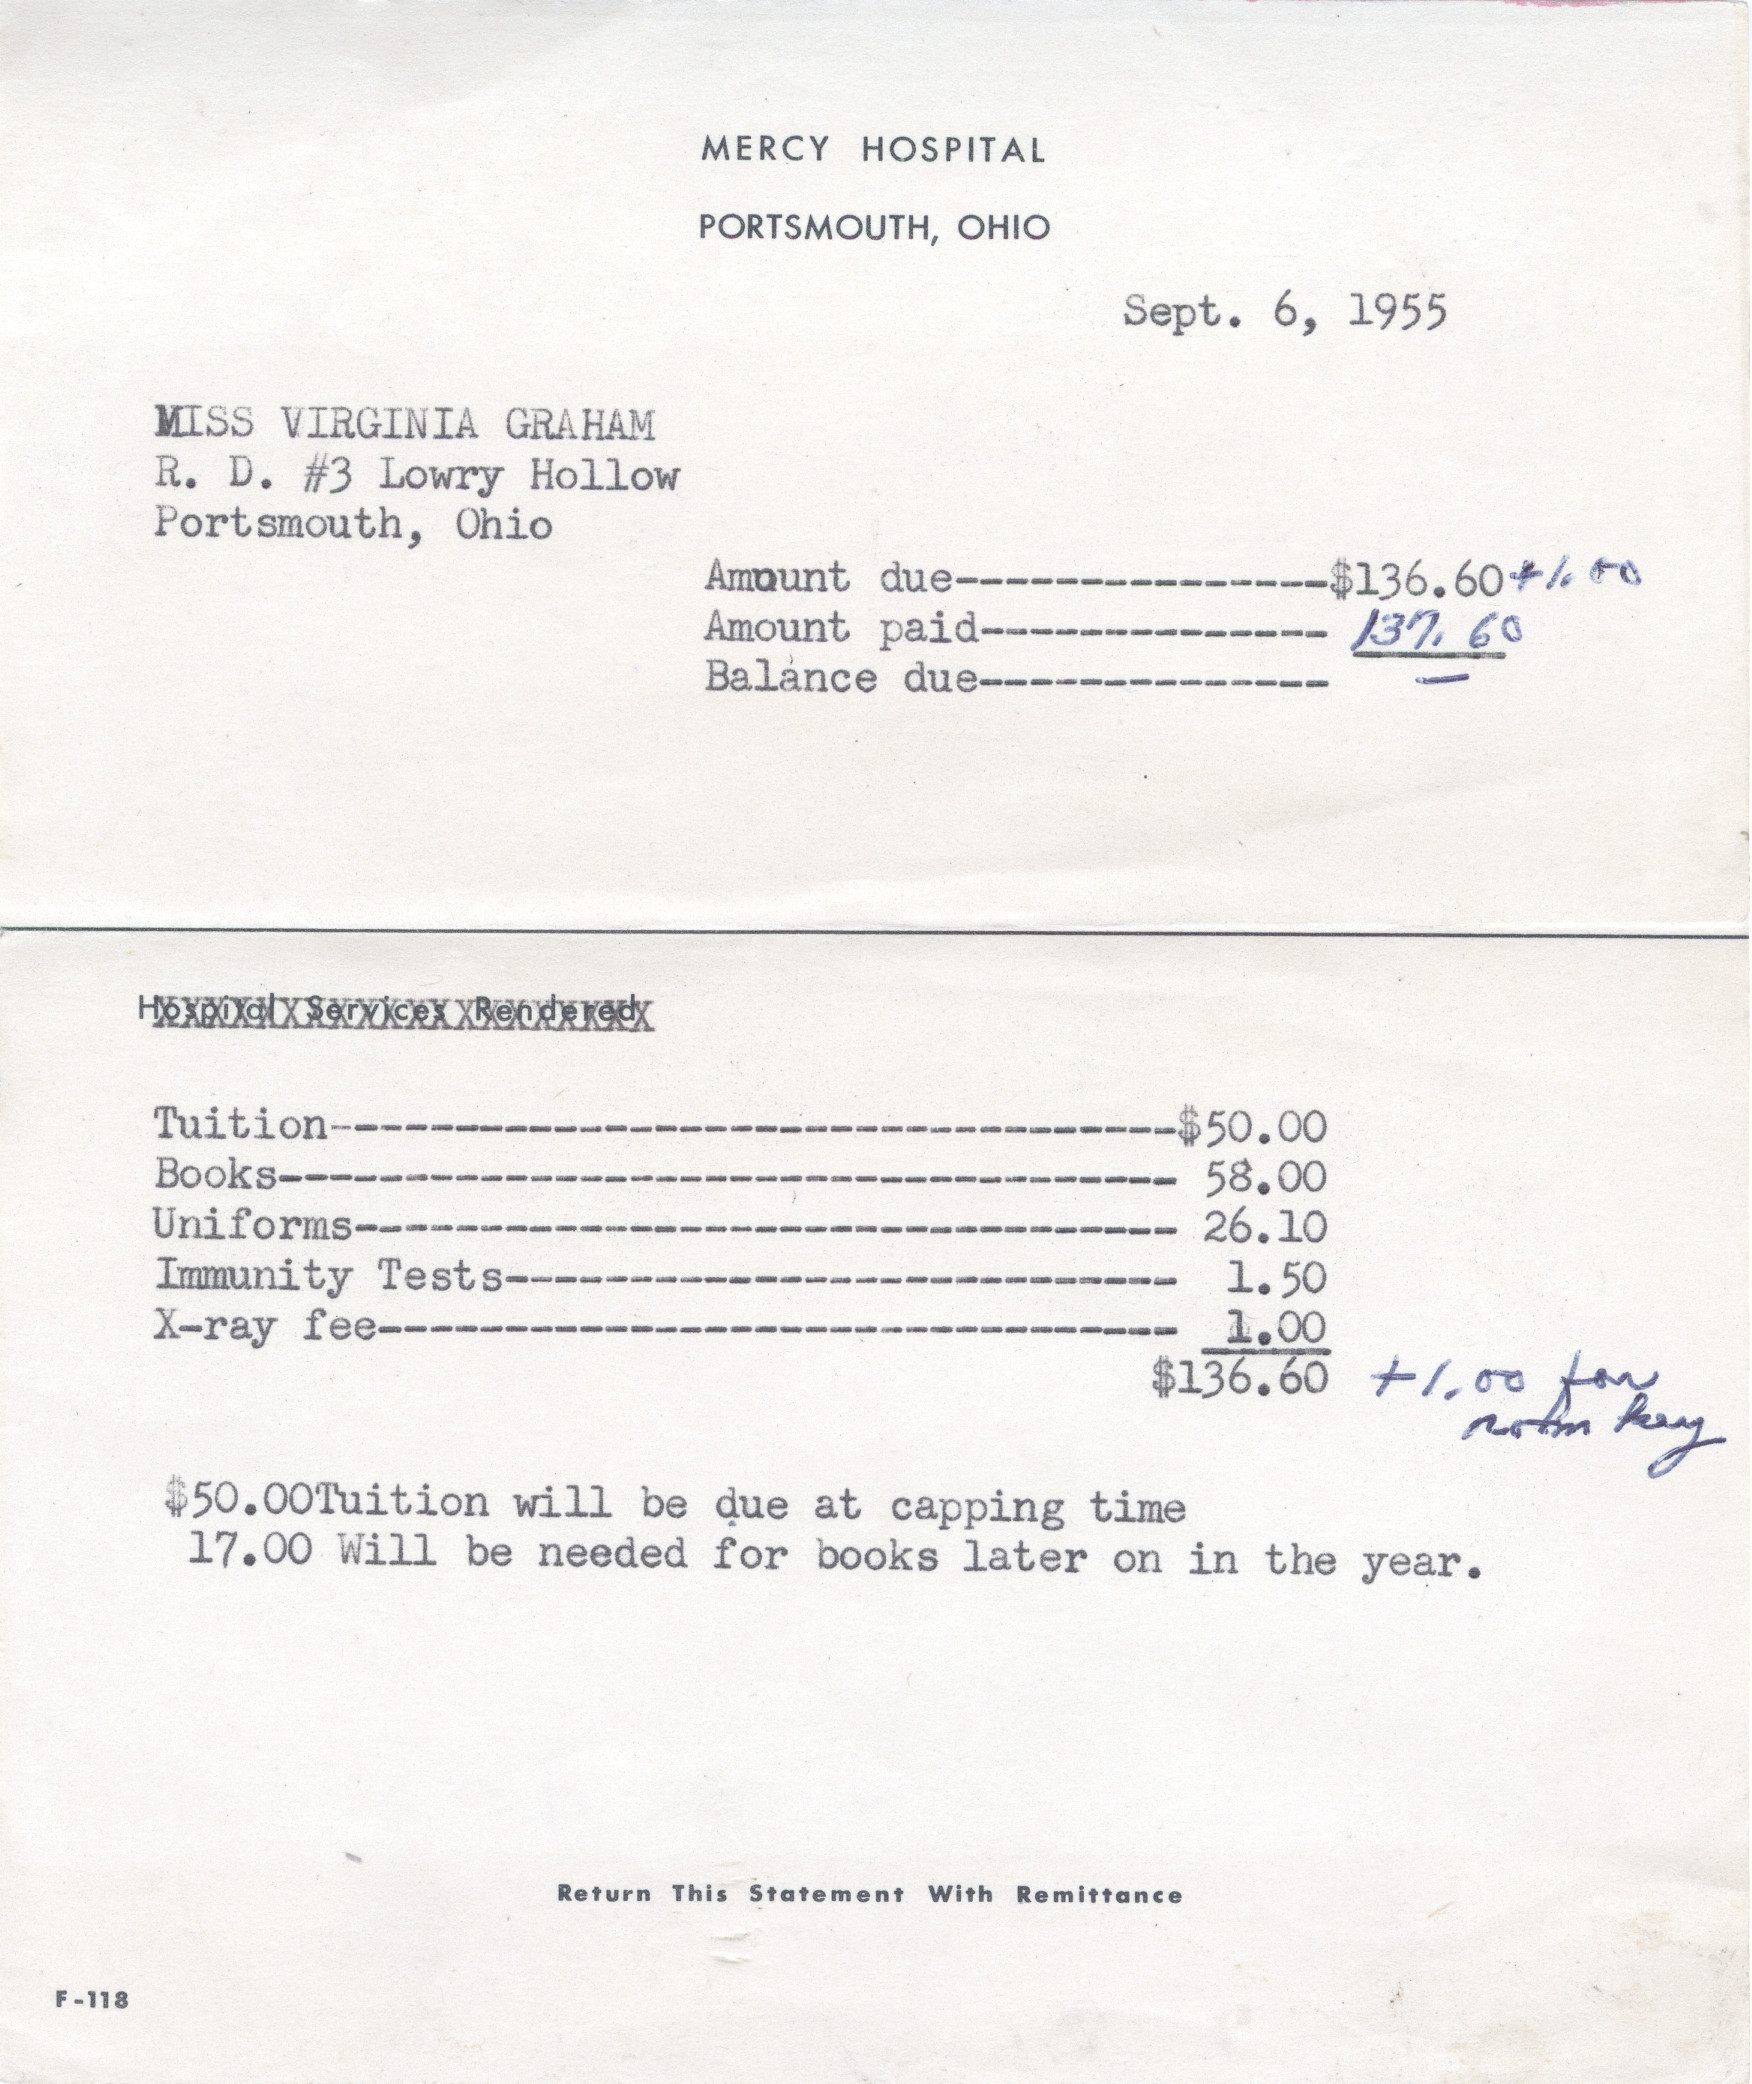 MERCY HOSPITAL
PORTSMOUTH, OHIO
Sept. 6, 1955
MISS VIRGINIA GRAHAM
R. D. #3 Lowry Hollow
Portsmouth, Ohio
Amount due---------------$136.60 +1.00
Amount paid-------------- 137.60
Balance due-------------- —
Hospital Services Rendered
Tuition----------------------------------$50.00
Books------------------------------------ 58.00
Uniforms--------------------------------- 26.10
Immunity Tests--------------------------- 1.50
X-ray fee-------------------------------- 1.00
$136.60 +1.00 for
room key
$50.00Tuition will be due at capping time
17.00 Will be needed for books later on in the year.
Return This Statement With Remittance
F-118